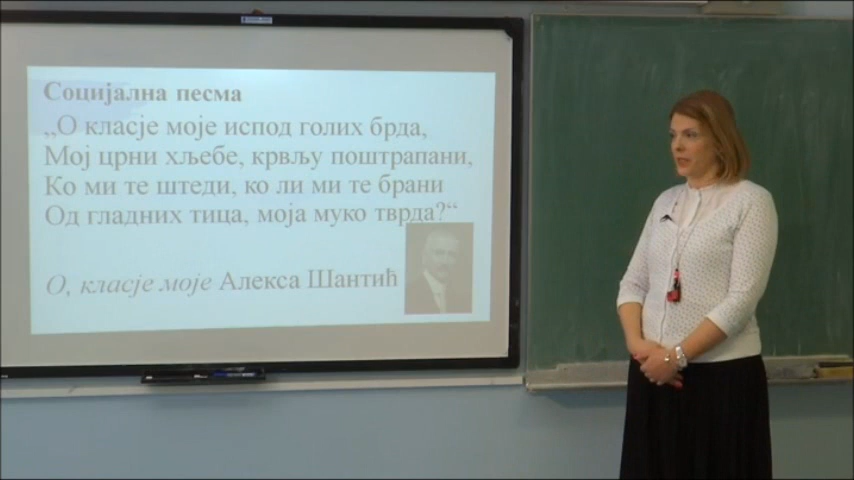 Социјална песма
„О класје моје испод голих брда,
Мој црни хљебе, крвљу поштрапани,
Ко ми те штеди, ко ли ми те брани
Од гладних тица, моја муко тврда?“
О, класје моје Алекса Шантић